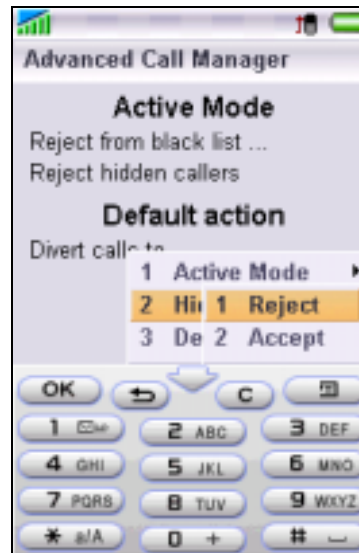 Advanced Call Manager
Active Mode
Reject from black list ...
Reject hidden callers
Default action
Divert calls to
1 Active Mode
2 Hid
3 De
1 Reject
2 Accept
OK
C
1
2 ABC
3 DEF
4 GHI
5 JKL
6 MNO
7 PQRS
8 TUV
9 WXYZ
* a/A
0 +
#